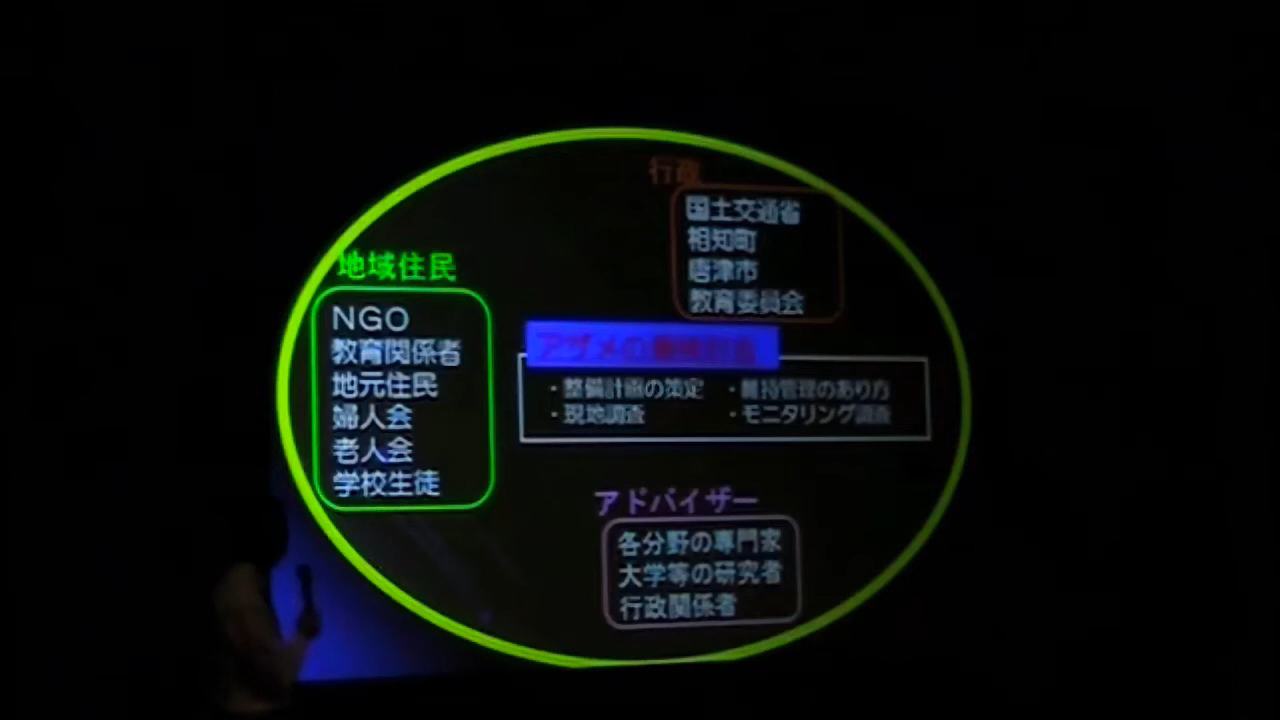 行政
国土交通省
相知町
唐津市
教育委員会
地域住民
NGO
教育関係者
地元住民
婦人会
老人会
学校生徒
アザメの
・整備計画の策定 ・維持管理のあり方
・現地調査 ・モニタリング調査
アドバイザー
各分野の専門家
大学等の研究者
行政関係者